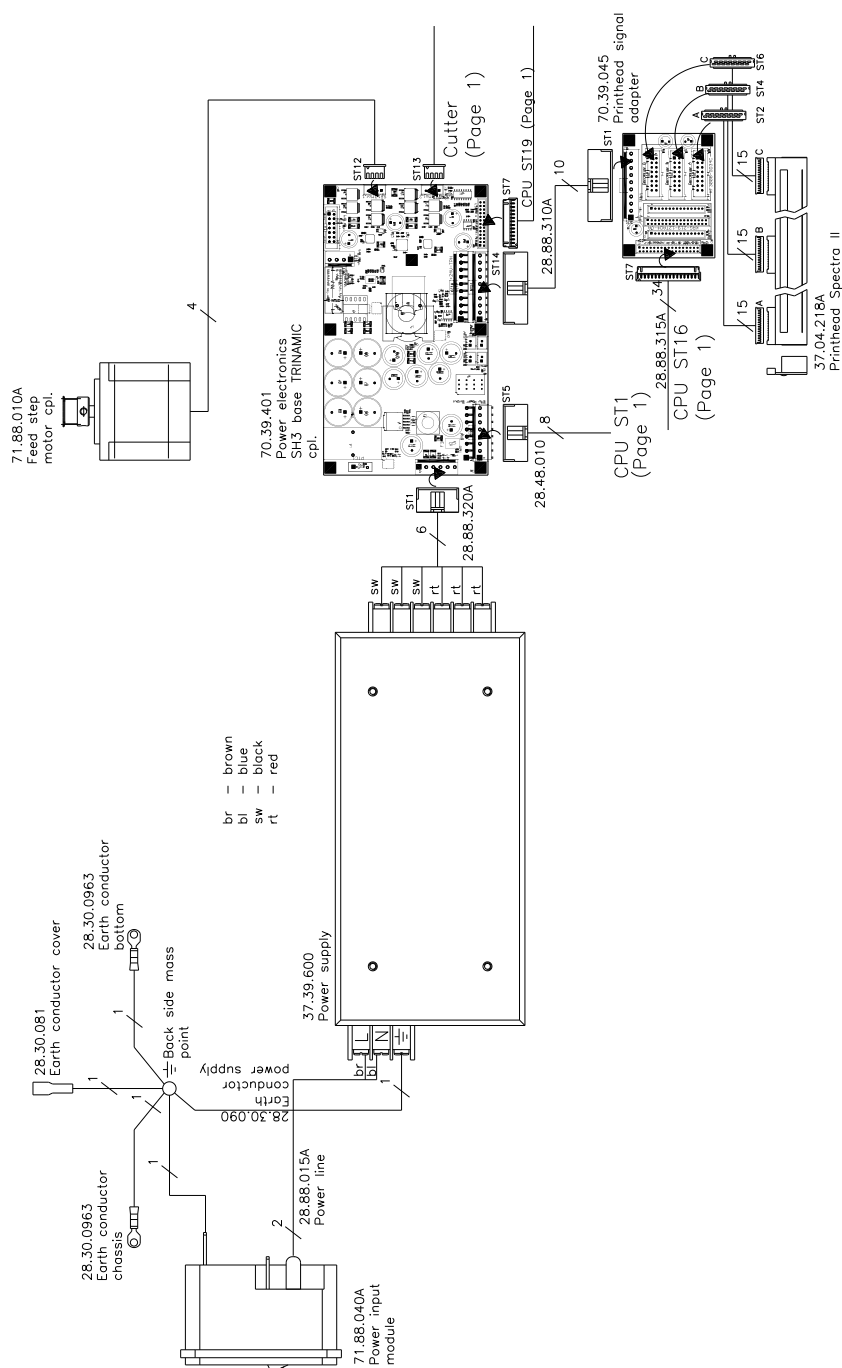 71.88.010A
Feed step
motor cpl.
4
ST12
ST13
Cutter
(Page 1)
ST7
CPU ST19 (Page 1)
70.39.401
Power electronics
SH3 base TRINAMIC
cpl.
ST14
28.88.310A
10
ST1
70.39.045
Printhead signal
adapter
C
ST6
B
ST4
A
ST2
15
C
15
B
15
A
37.04.218A
Printhead Spectra II
ST7
34
28.88.315A
CPU ST16
(Page 1)
ST5
28.48.010
8
CPU ST1
(Page 1)
ST1
6
28.88.320A
sw
sw
sw
rt
rt
rt
br – brown
bl – blue
sw – black
rt – red
37.39.600
Power supply
L
N
br
bl
1
28.30.090
Earth
conductor
power supply
28.30.0963
Earth conductor
bottom
1
28.30.081
Earth conductor cover
1
Back side mass
point
1
28.30.0963
Earth conductor
chassis
1
2
28.88.015A
Power line
71.88.040A
Power input
module